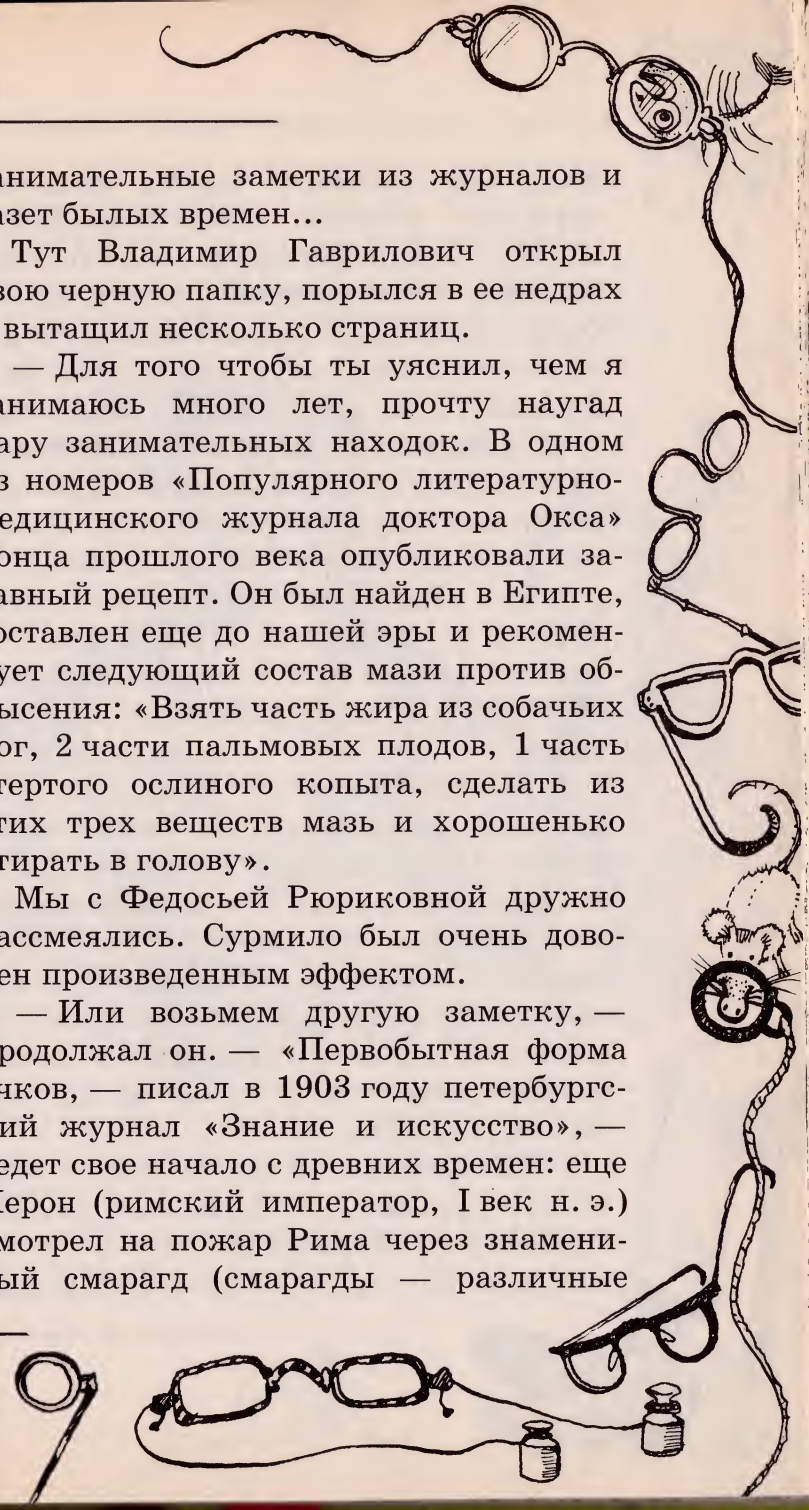 анимательные заметки из журналов и
азет былых времен...
Тут Владимир Гаврилович открыл
вою черную папку, порылся в ее недрах
вытащил несколько страниц.
— Для того чтобы ты уяснил, чем я
анимаюсь много лет, прочту наугад
ару занимательных находок. В одном
з номеров «Популярного литературно-
едицинского журнала доктора Окса»
онца прошлого века опубликовали за-
авный рецепт. Он был найден в Египте,
оставлен еще до нашей эры и рекомен-
ует следующий состав мази против об-
ысения: «Взять часть жира из собачьих
ог, 2 части пальмовых плодов, 1 часть
тертого ослиного копыта, сделать из
тих трех веществ мазь и хорошенько
тирать в голову».
Мы с Федосьей Рюриковной дружно
ассмеялись. Сурмило был очень дово-
ен произведенным эффектом.
— Или возьмем другую заметку, —
родолжал он. — «Первобытная форма
чков, — писал в 1903 году петербургс-
ий журнал «Знание и искусство», —
едет свое начало с древних времен: еще
ерон (римский император, I век н. э.)
мотрел на пожар Рима через знамени-
ый смарагд (смарагды — различные